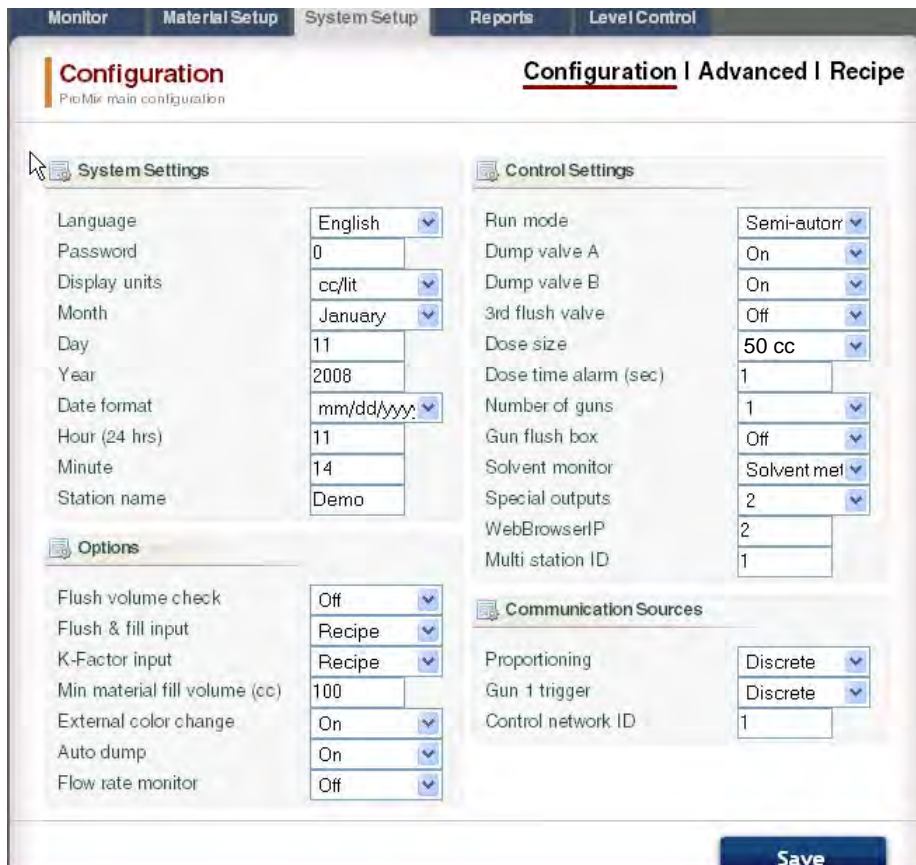 Monitor Material Setup System Setup Reports Level Control
Configuration
ProMix main configuration
Configuration | Advanced | Recipe
System Settings
Language English
Password 0
Display units cc/lit
Month January
Day 11
Year 2008
Date format mm/dd/yyy
Hour (24 hrs) 11
Minute 14
Station name Demo
Options
Flush volume check Off
Flush & fill input Recipe
K-Factor input Recipe
Min material fill volume (cc) 100
External color change On
Auto dump On
Flow rate monitor Off
Control Settings
Run mode Semi-autom
Dump valve A On
Dump valve B On
3rd flush valve Off
Dose size 50 cc
Dose time alarm (sec) 1
Number of guns 1
Gun flush box Off
Solvent monitor Solvent met
Special outputs 2
WebBrowserIP 2
Multi station ID 1
Communication Sources
Proportioning Discrete
Gun 1 trigger Discrete
Control network ID 1
Save